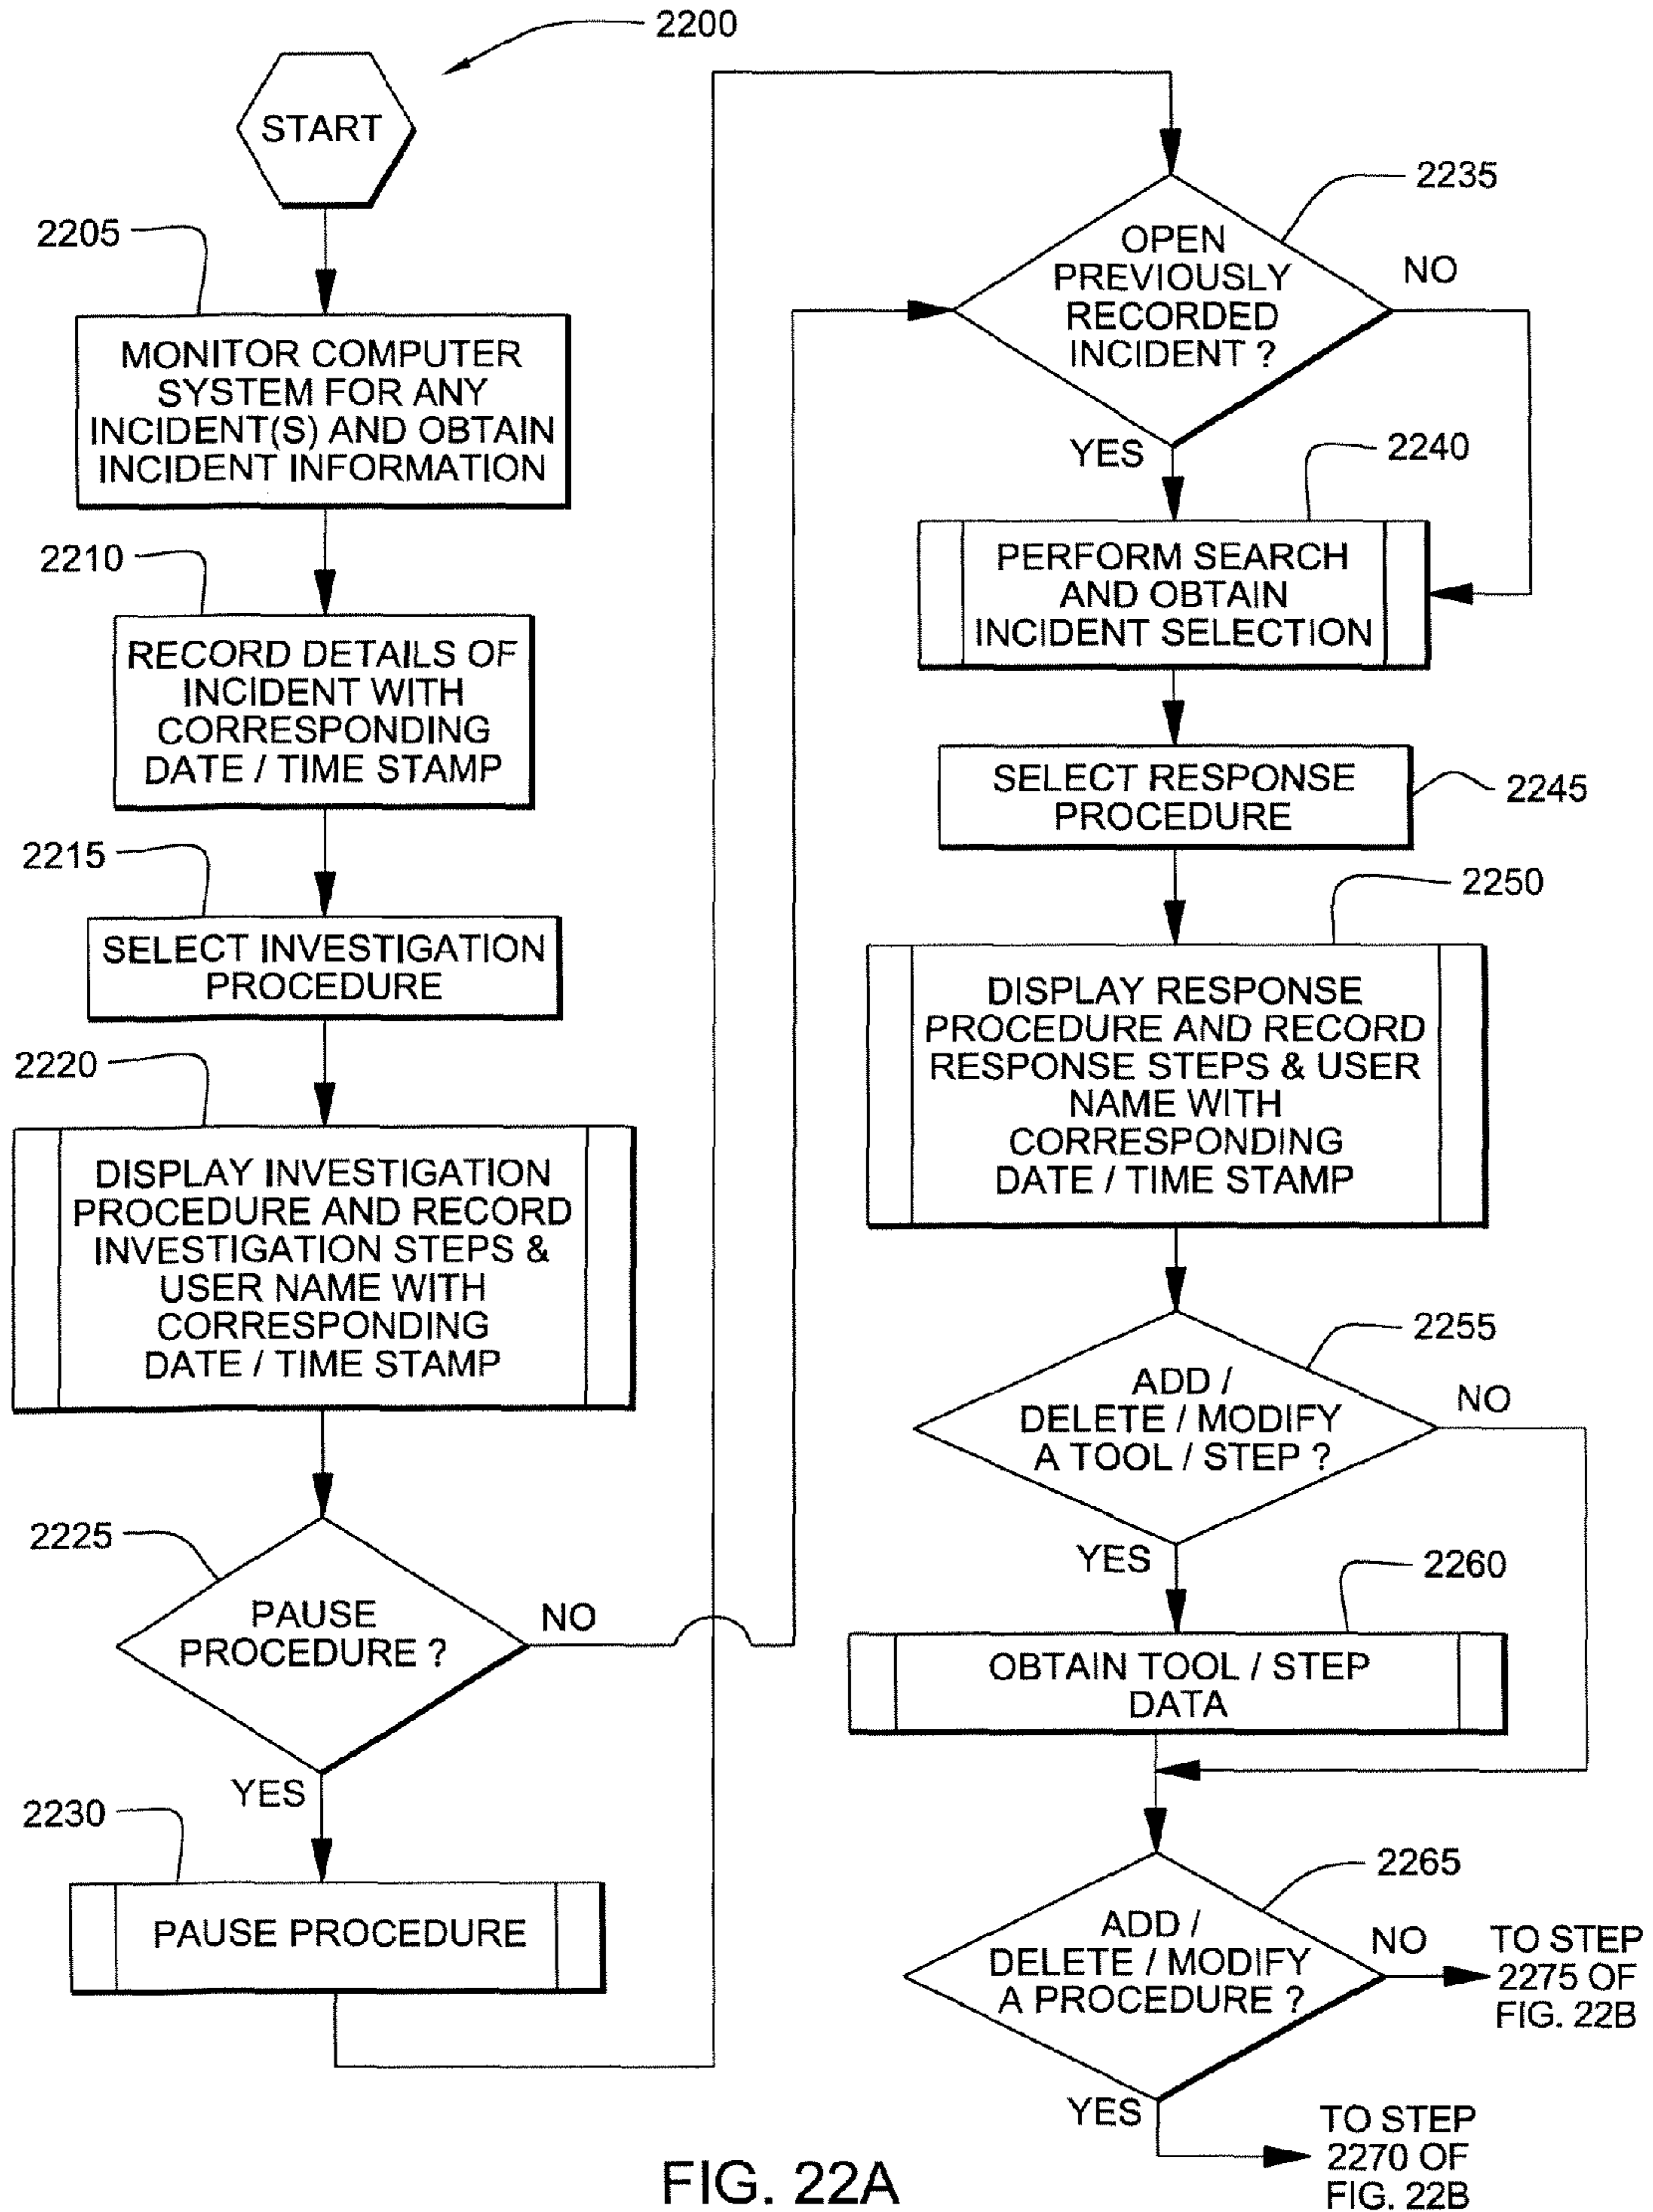 2200
START
2205
MONITOR COMPUTER
SYSTEM FOR ANY
INCIDENT(S) AND OBTAIN
INCIDENT INFORMATION
2210
RECORD DETAILS OF
INCIDENT WITH
CORRESPONDING
DATE / TIME STAMP
2215
SELECT INVESTIGATION
PROCEDURE
2220
DISPLAY INVESTIGATION
PROCEDURE AND RECORD
INVESTIGATION STEPS &
USER NAME WITH
CORRESPONDING
DATE / TIME STAMP
2225
PAUSE
PROCEDURE ?
NO
YES
2230
PAUSE PROCEDURE
2235
OPEN
PREVIOUSLY
RECORDED
INCIDENT ?
NO
YES
2240
PERFORM SEARCH
AND OBTAIN
INCIDENT SELECTION
SELECT RESPONSE
PROCEDURE
2245
2250
DISPLAY RESPONSE
PROCEDURE AND RECORD
RESPONSE STEPS & USER
NAME WITH
CORRESPONDING
DATE / TIME STAMP
2255
ADD /
DELETE / MODIFY
A TOOL / STEP ?
NO
YES
2260
OBTAIN TOOL / STEP
DATA
2265
ADD /
DELETE / MODIFY
A PROCEDURE ?
NO
TO STEP
2275 OF
FIG. 22B
YES
TO STEP
2270 OF
FIG. 22B
FIG. 22A